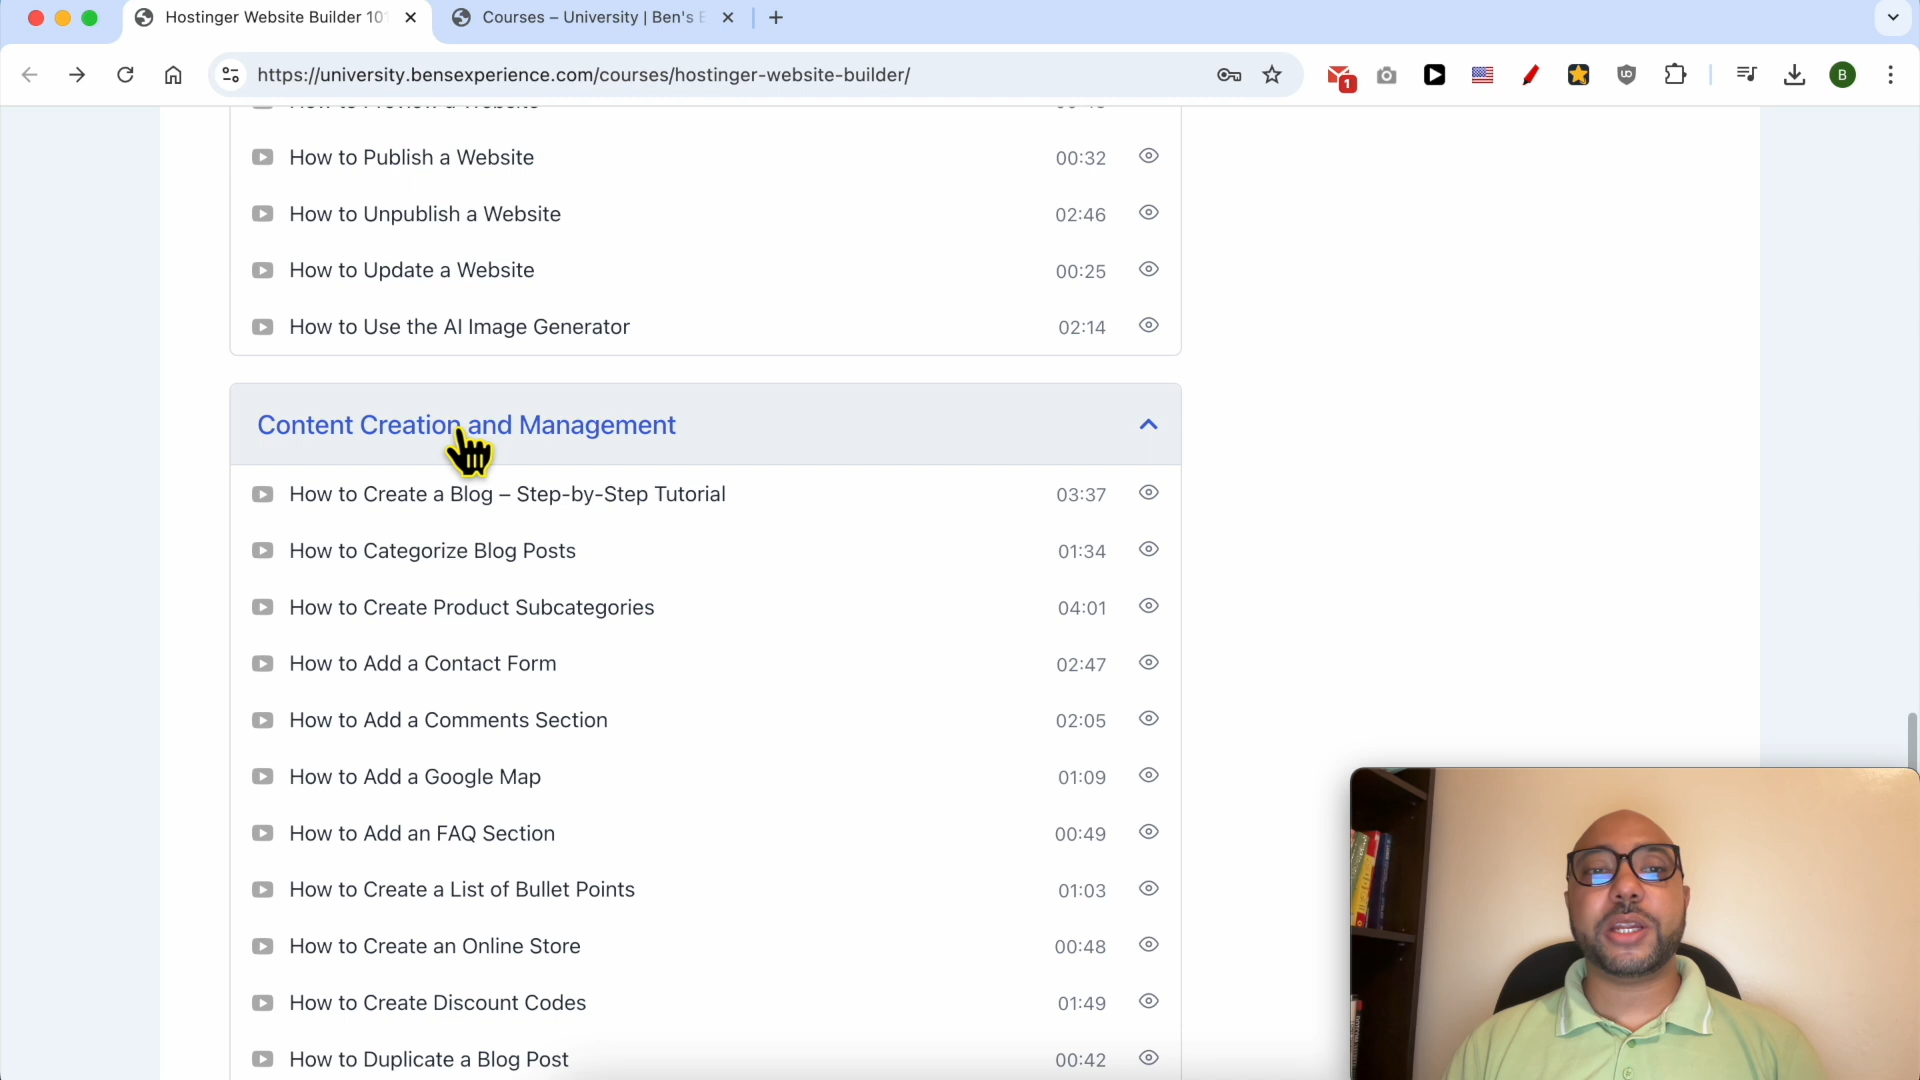 Hostinger Website Builder 10
Courses – University | Ben's E
https://university.bensexperience.com/courses/hostinger-website-builder/
1
B
How to Preview a Website
How to Publish a Website 00:32
How to Unpublish a Website 02:46
How to Update a Website 00:25
How to Use the AI Image Generator 02:14
Content Creation and Management
How to Create a Blog – Step-by-Step Tutorial 03:37
How to Categorize Blog Posts 01:34
How to Create Product Subcategories 04:01
How to Add a Contact Form 02:47
How to Add a Comments Section 02:05
How to Add a Google Map 01:09
How to Add an FAQ Section 00:49
How to Create a List of Bullet Points 01:03
How to Create an Online Store 00:48
How to Create Discount Codes 01:49
How to Duplicate a Blog Post 00:42